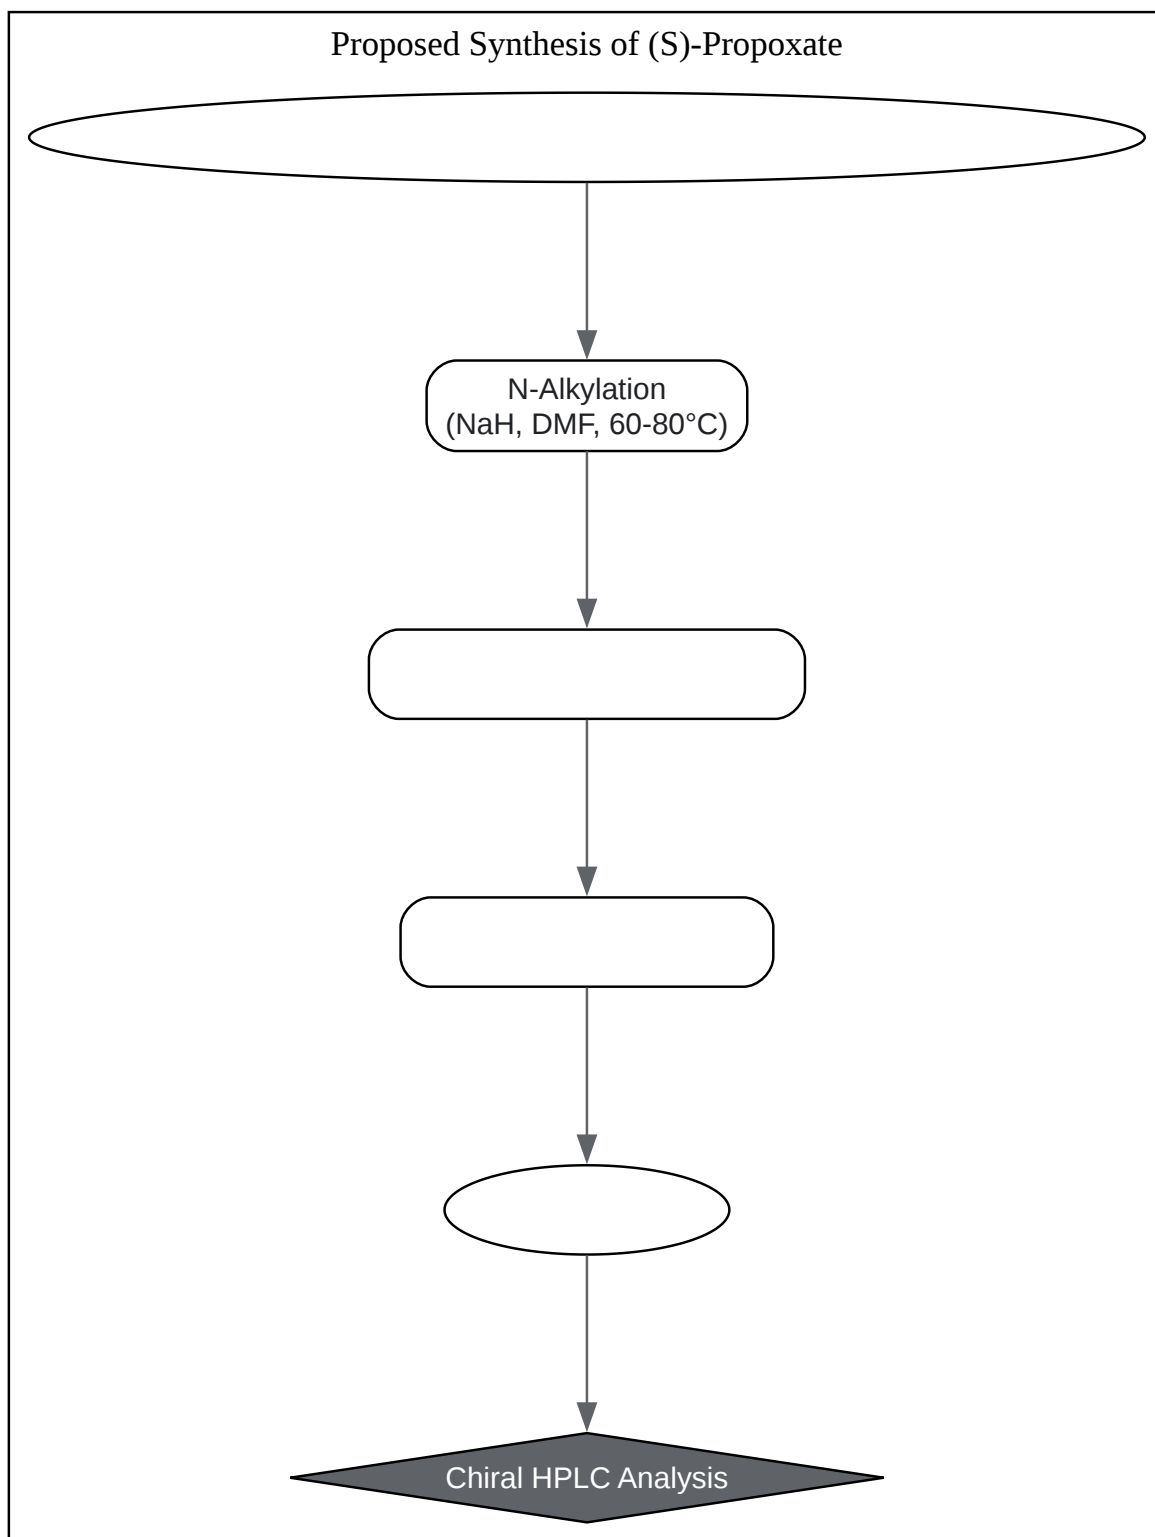 Proposed Synthesis of (S)-Propoxate
N-Alkylation
(NaH, DMF, 60-80°C)
Chiral HPLC Analysis